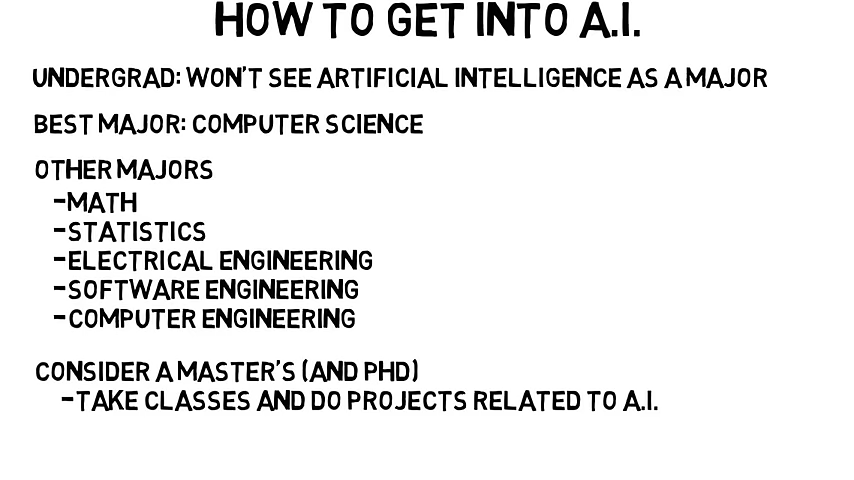 HOW TO GET INTO A.I.
UNDERGRAD: WON'T SEE ARTIFICIAL INTELLIGENCE AS A MAJOR
BEST MAJOR: COMPUTER SCIENCE
OTHER MAJORS
-MATH
-STATISTICS
-ELECTRICAL ENGINEERING
-SOFTWARE ENGINEERING
-COMPUTER ENGINEERING
CONSIDER A MASTER'S (AND PHD)
-TAKE CLASSES AND DO PROJECTS RELATED TO A.I.